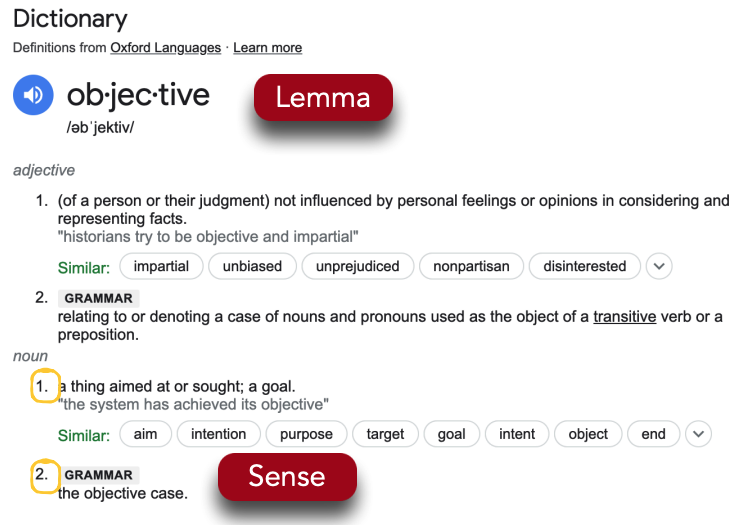 Dictionary
Definitions from Oxford Languages · Learn more
ob·jec·tive
Lemma
/əbˈjektiv/
adjective
1. (of a person or their judgment) not influenced by personal feelings or opinions in considering and
representing facts.
"historians try to be objective and impartial"
Similar: impartial unbiased unprejudiced nonpartisan disinterested
2. GRAMMAR
relating to or denoting a case of nouns and pronouns used as the object of a transitive verb or a
preposition.
noun
1. a thing aimed at or sought; a goal.
"the system has achieved its objective"
Similar: aim intention purpose target goal intent object end
2. GRAMMAR
the objective case.
Sense